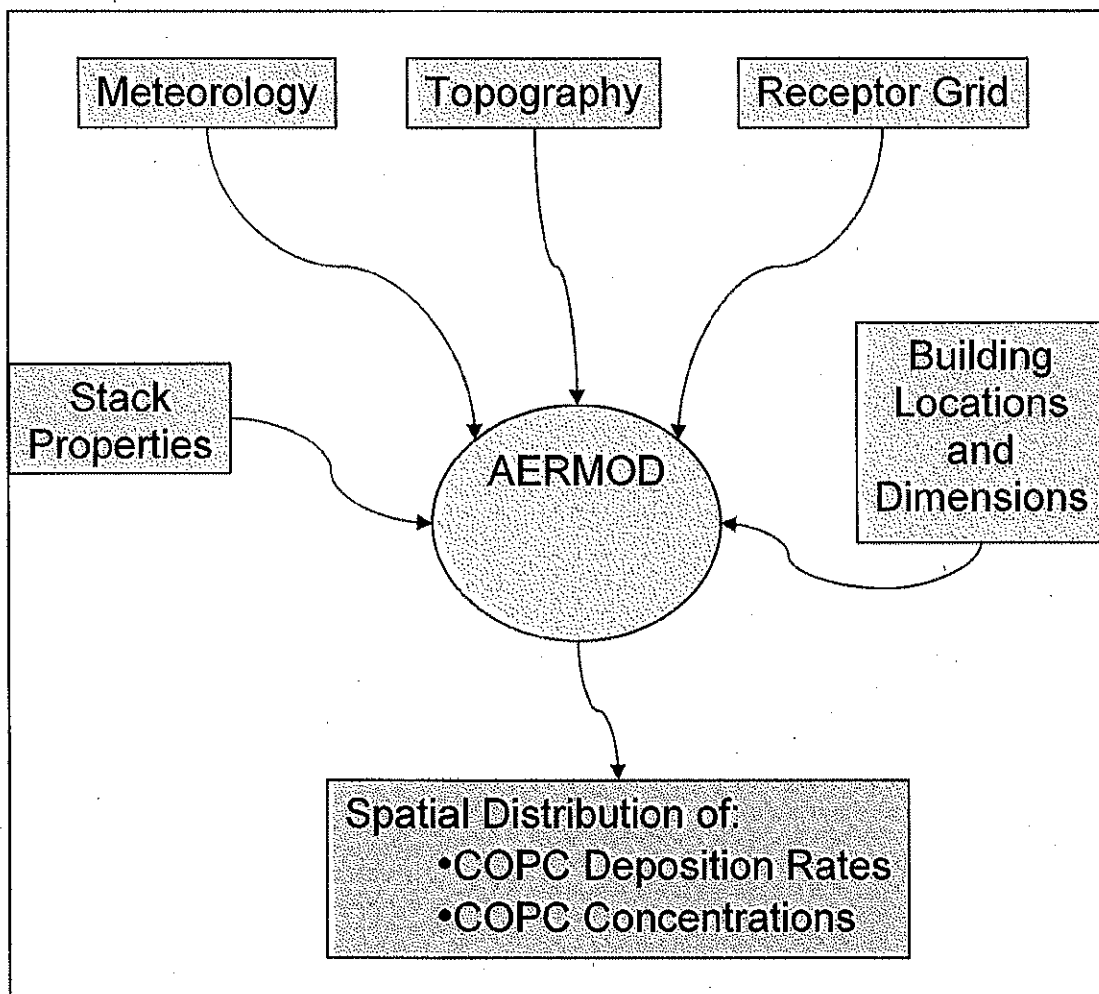 Meteorology
Topography
Receptor Grid
Stack
Properties
Building
Locations
and
Dimensions
AERMOD
Spatial Distribution of:
•COPC Deposition Rates
•COPC Concentrations